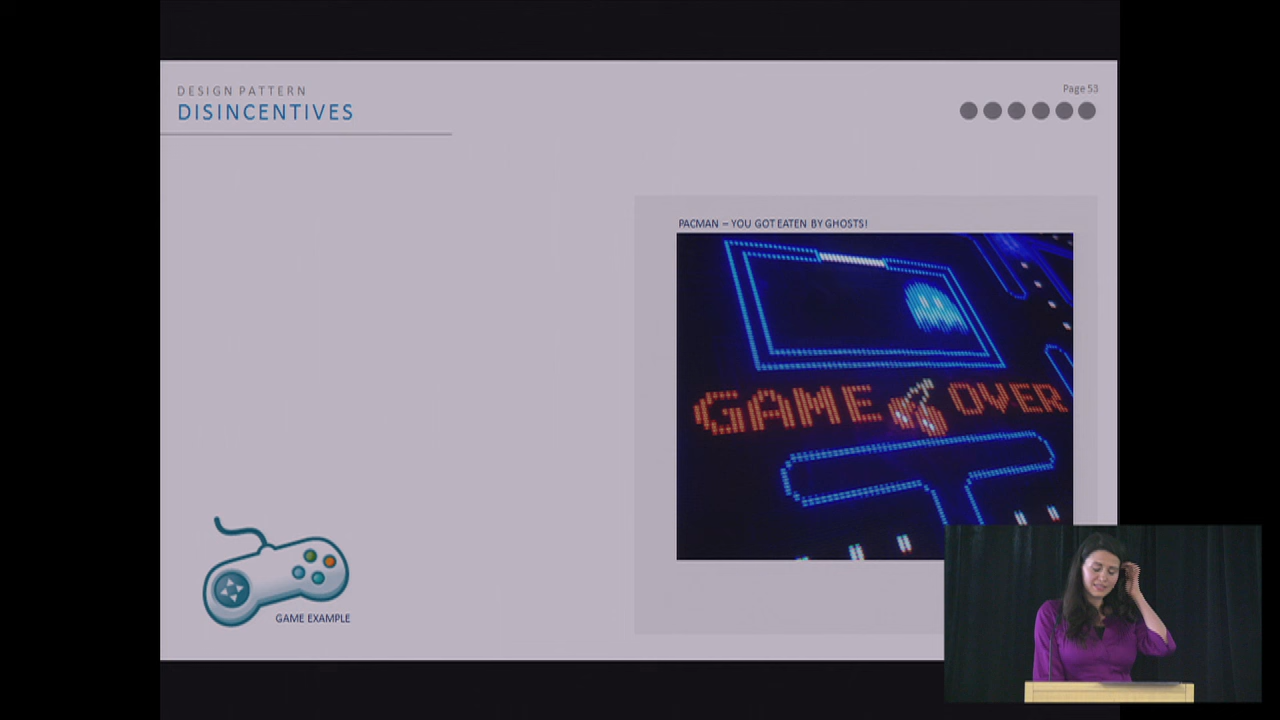 DESIGN PATTERN
DISINCENTIVES
Page 53
PACMAN – YOU GOT EATEN BY GHOSTS!
GAME OVER
GAME EXAMPLE